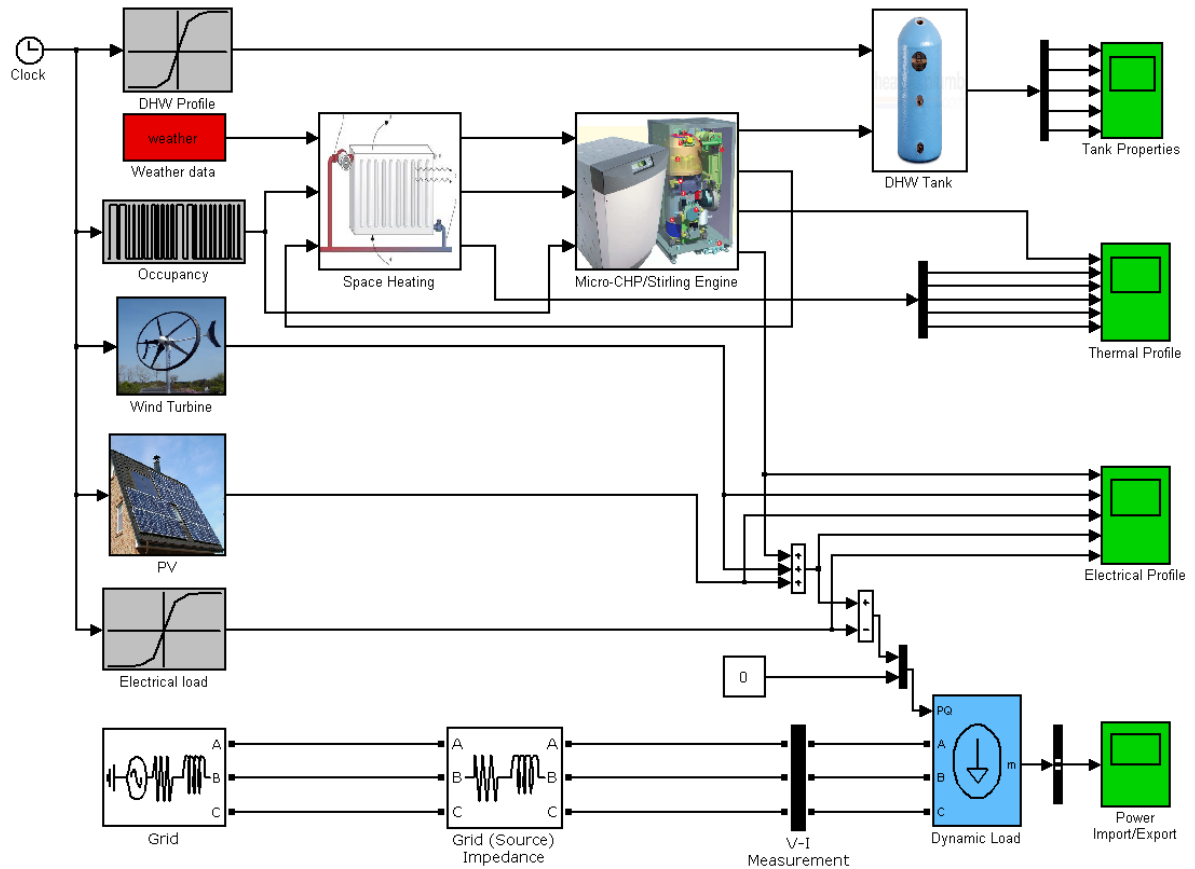 Clock
DHW Profile
weather
Weather data
Occupancy
Space Heating
Micro-CHP/Stirling Engine
DHW Tank
Tank Properties
Thermal Profile
Wind Turbine
PV
Electrical Profile
Electrical load
+
+
+
+
-
0
PQ
A
B
C
m
A
B
C
Grid
A
B
C
A
B
C
Grid (Source)
Impedance
V-I
Measurement
Dynamic Load
Power
Import/Export